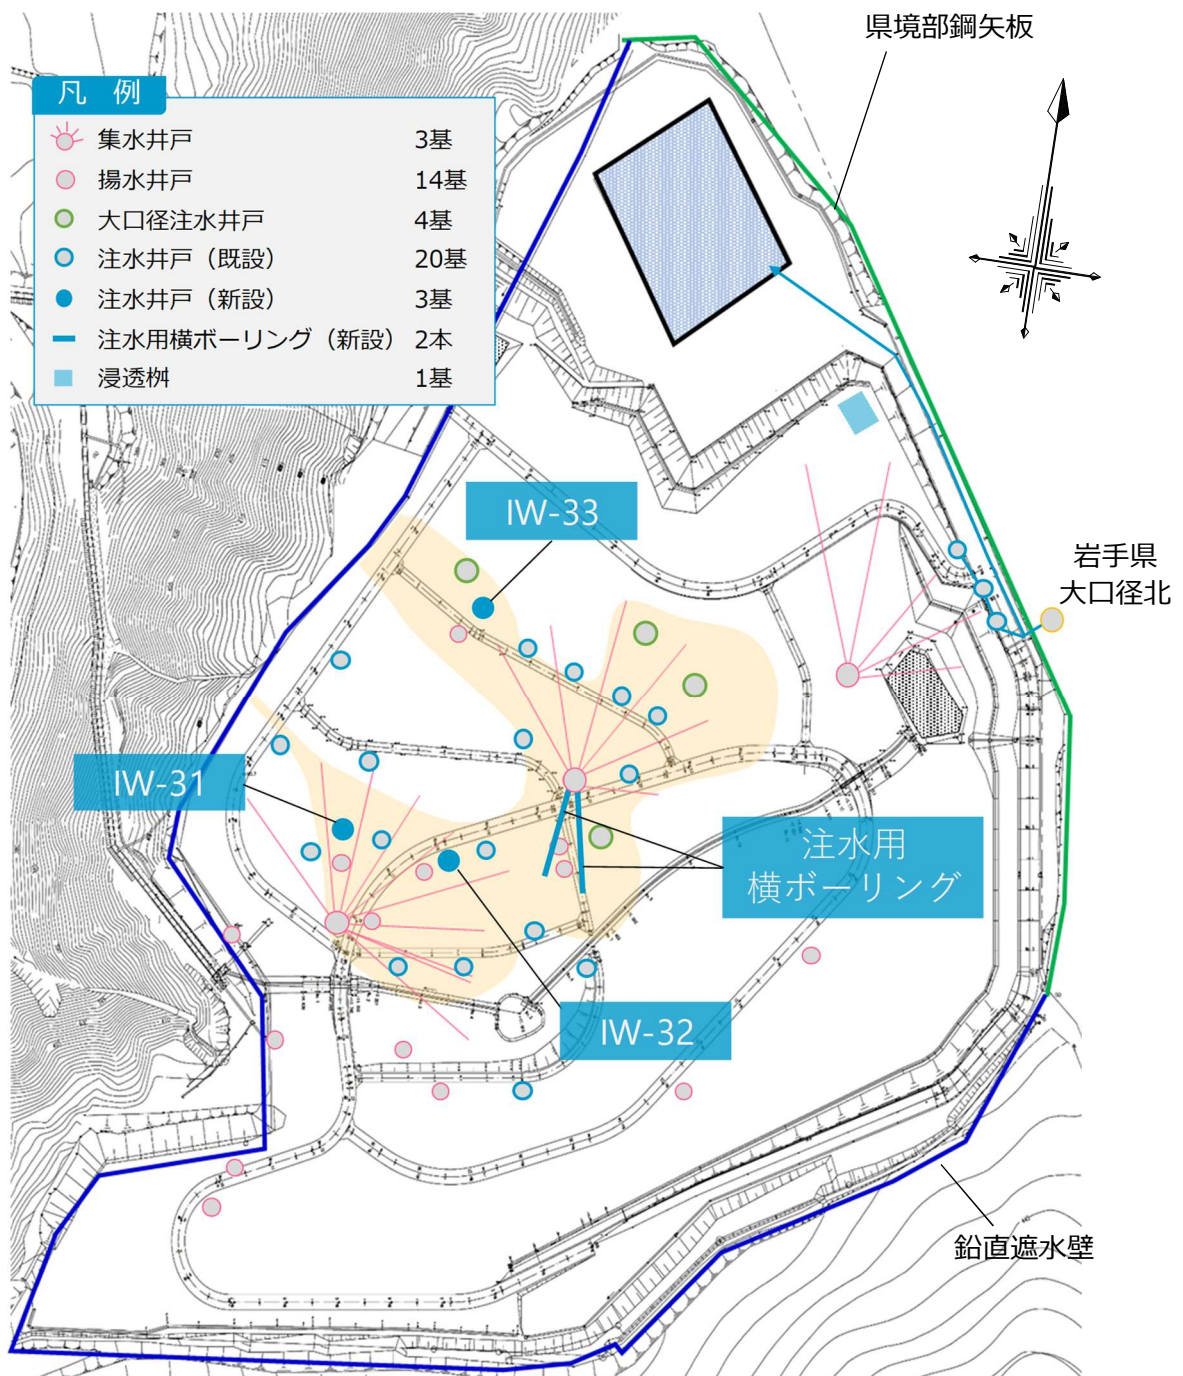 県境部鋼矢板
凡 例
集水井戸 3基
揚水井戸 14基
大口径注水井戸 4基
注水井戸（既設） 20基
注水井戸（新設） 3基
注水用横ボーリング（新設） 2本
浸透桝 1基
IW-33
岩手県
大口径北
IW-31
注水用
横ボーリング
IW-32
鉛直遮水壁